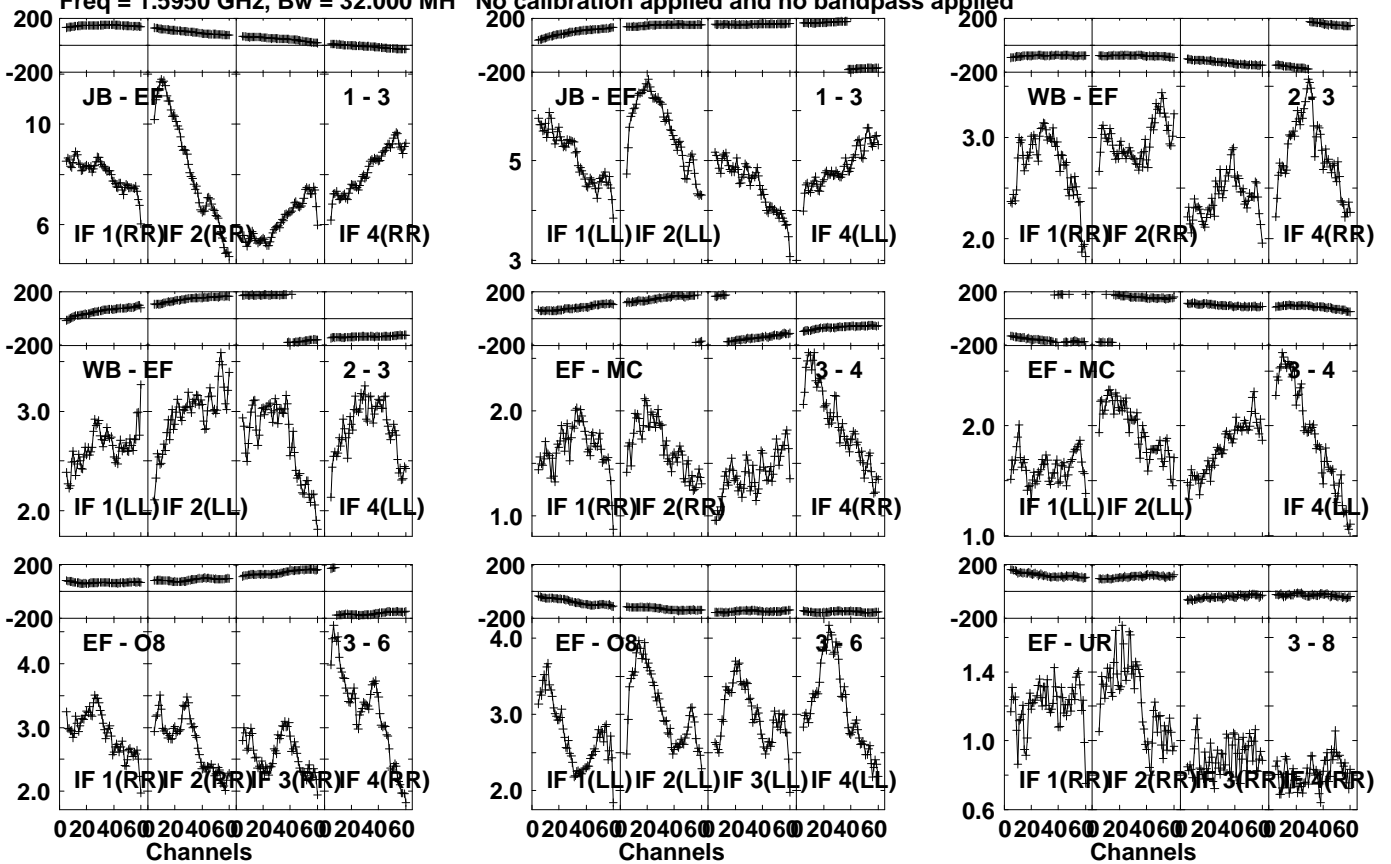 Freq = 1.5950 GHz, Bw = 32.000 MH No calibration applied and no bandpass applied
200
-200
JB - EF 1 - 3
10
6
IF 1(RR) IF 2(RR) IF 4(RR)
200
-200
JB - EF 1 - 3
5
3
IF 1(LL) IF 2(LL) IF 4(LL)
200
-200
WB - EF 2 - 3
3.0
2.0
IF 1(RR) IF 2(RR) IF 4(RR)
200
-200
WB - EF 2 - 3
3.0
2.0
IF 1(LL) IF 2(LL) IF 4(LL)
200
-200
EF - MC 3 - 4
2.0
1.0
IF 1(RR) IF 2(RR) IF 4(RR)
200
-200
EF - MC 3 - 4
2.0
1.0
IF 1(LL) IF 2(LL) IF 4(LL)
200
-200
EF - O8 3 - 6
4.0
3.0
2.0
IF 1(RR) IF 2(RR) IF 3(RR) IF 4(RR)
0 20 40 60 0 20 40 60 0 20 40 60 0 20 40 60
Channels
200
-200
EF - O8 3 - 6
4.0
3.0
2.0
IF 1(LL) IF 2(LL) IF 3(LL) IF 4(LL)
0 20 40 60 0 20 40 60 0 20 40 60 0 20 40 60
Channels
200
-200
EF - UR 3 - 8
1.4
1.0
0.6
IF 1(RR) IF 2(RR) IF 3(RR) IF 4(RR)
0 20 40 60 0 20 40 60 0 20 40 60 0 20 40 60
Channels